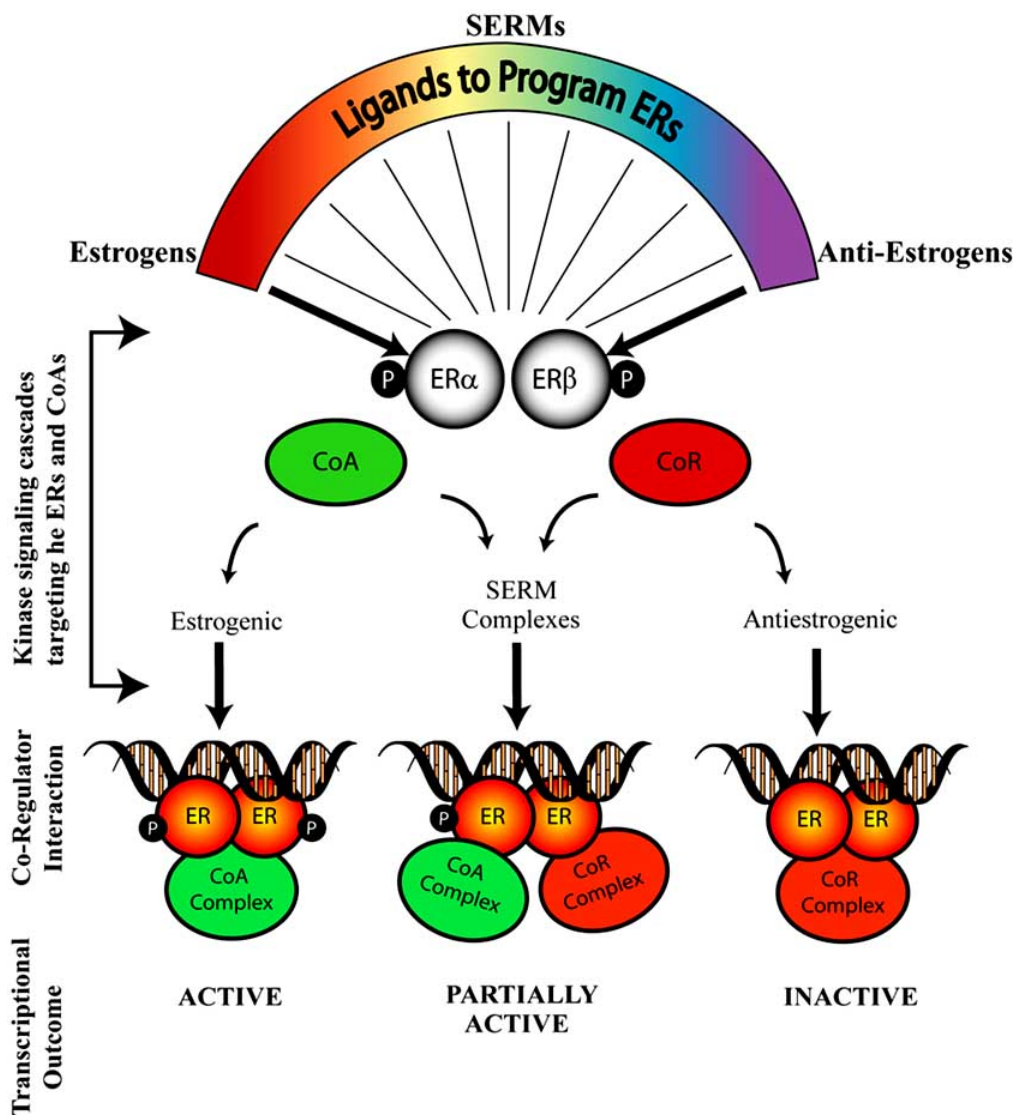 SERMs
Ligands to Program ERs
Estrogens
Anti-Estrogens
P
ERα
ERβ
P
CoA
CoR
Kinase signaling cascades
targeting he ERs and CoAs
Estrogenic
SERM
Complexes
Antiestrogenic
Co-Regulator
Interaction
P
ER
ER
P
CoA
Complex
P
ER
ER
CoA
Complex
CoR
Complex
ER
ER
CoR
Complex
Transcriptional
Outcome
ACTIVE
PARTIALLY
ACTIVE
INACTIVE